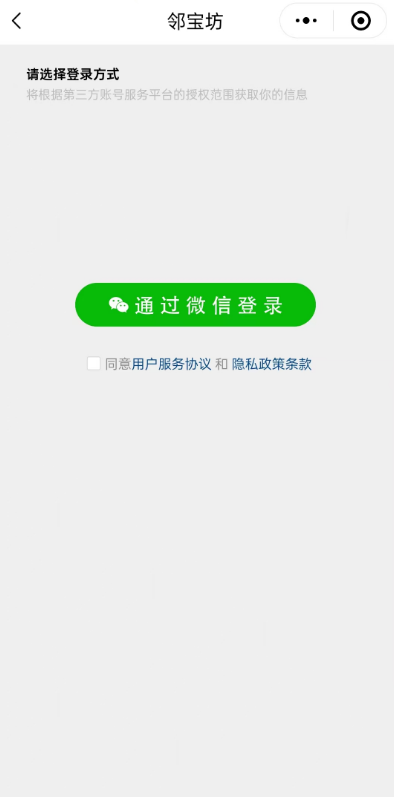 邻宝坊
请选择登录方式
将根据第三方账号服务平台的授权范围获取你的信息
通过微信登录
同意用户服务协议 和 隐私政策条款